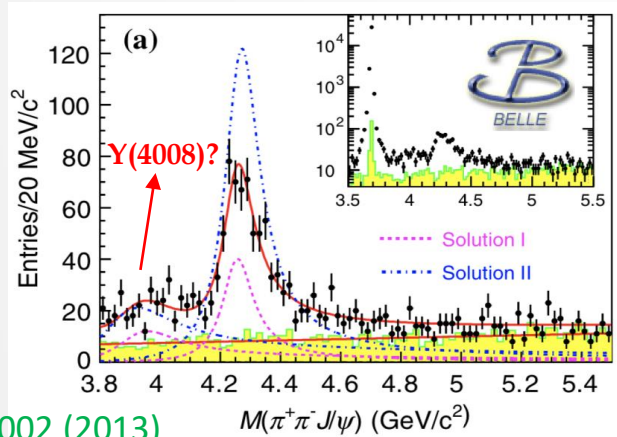 (a)
BELLE
Y(4008)?
Entries/20 MeV/c²
120
100
80
60
40
20
0
10⁴
10³
10²
10
3.5 4 4.5 5 5.5
Solution I
Solution II
3.8 4 4.2 4.4 4.6 4.8 5 5.2 5.4
M(π⁺π⁻J/ψ) (GeV/c²)
002 (2013)